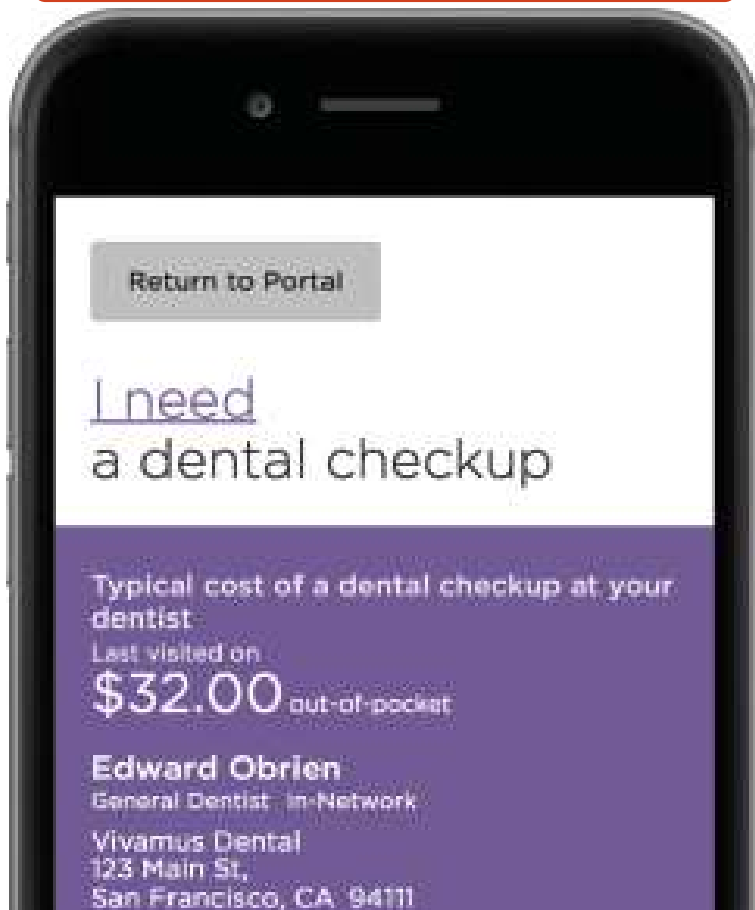 Return to Portal
I need
a dental checkup
Typical cost of a dental checkup at your
dentist
Last visited on
$32.00 out-of-pocket
Edward Obrien
General Dentist In-Network
Vivamus Dental
123 Main St,
San Francisco, CA 94111